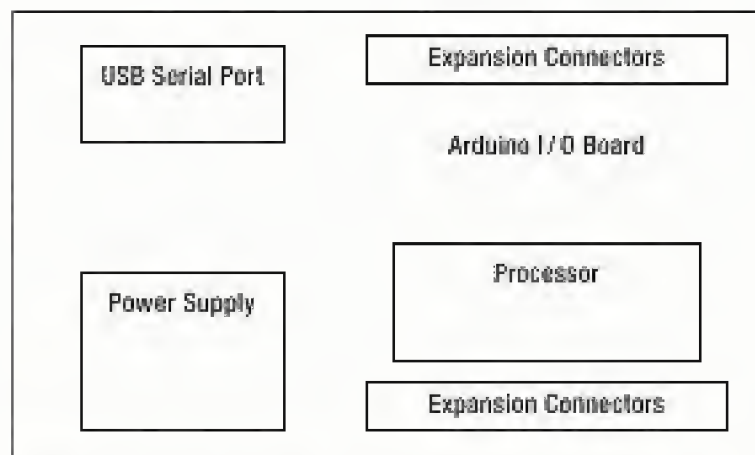 USB Serial Port
Expansion Connectors
Arduino I/O Board
Power Supply
Processor
Expansion Connectors